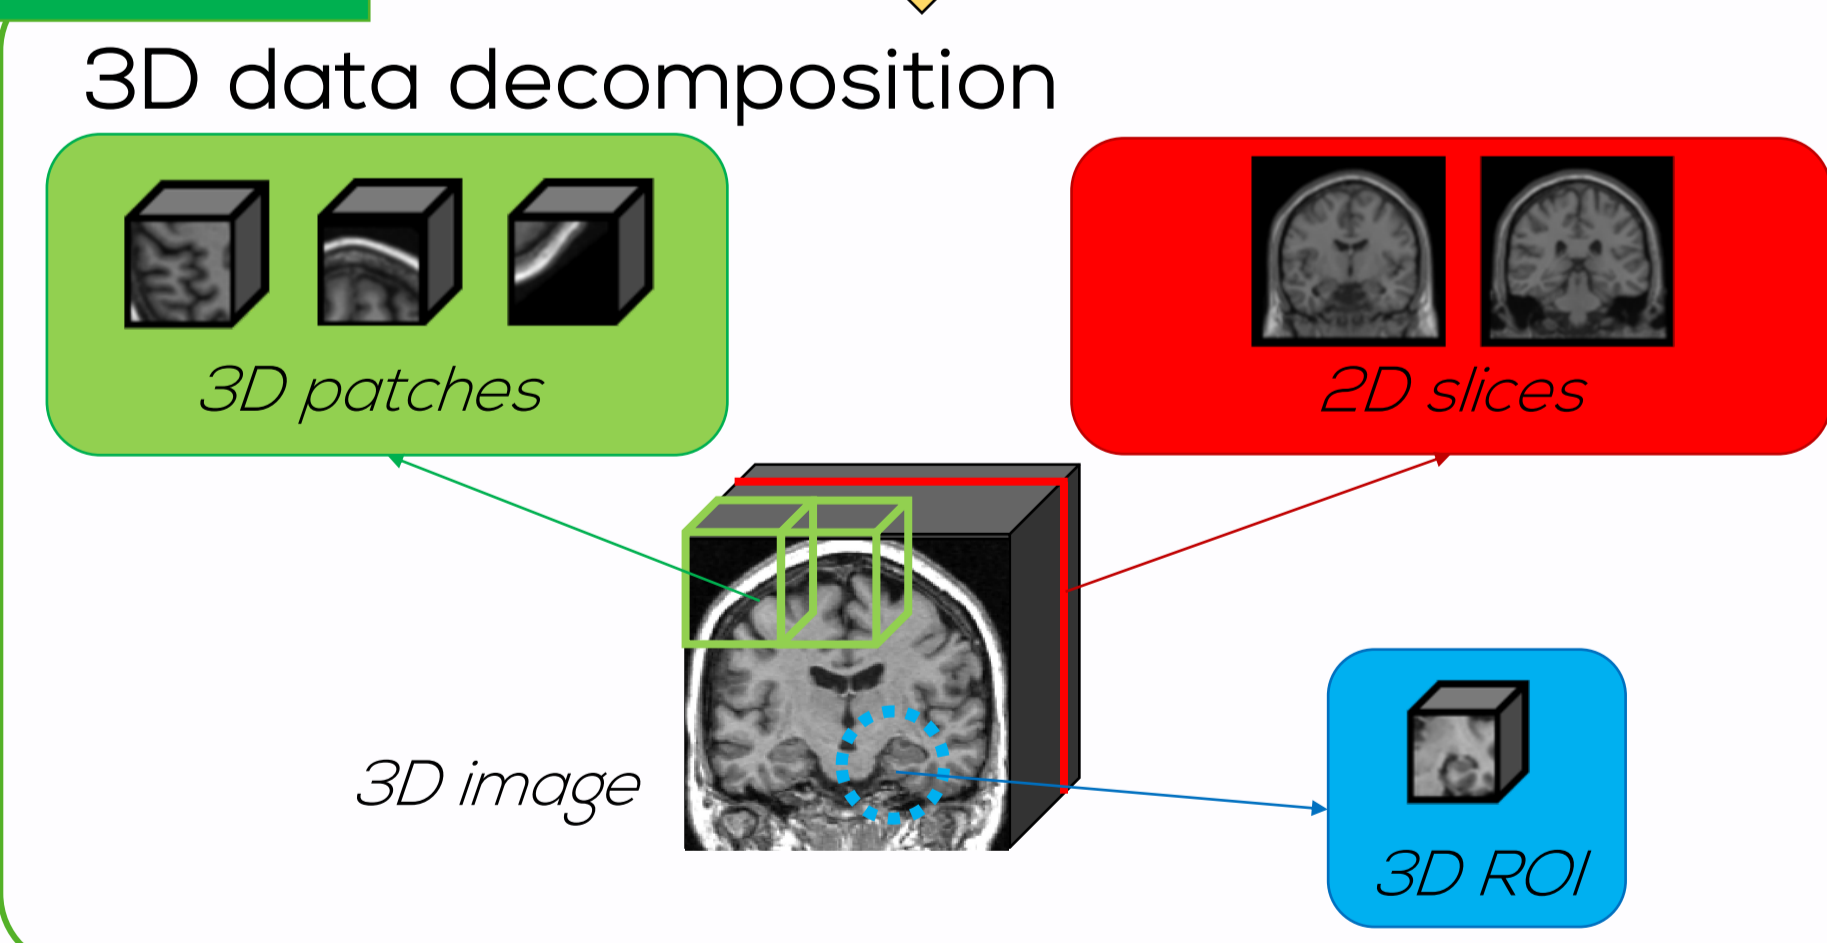 3D data decomposition
3D patches
2D slices
3D image
3D ROI